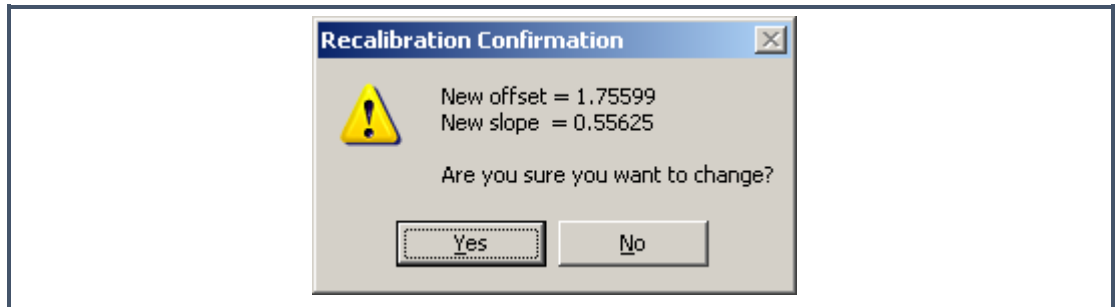 Recalibration Confirmation
New offset = 1.75599
New slope = 0.55625
Are you sure you want to change?
Yes No